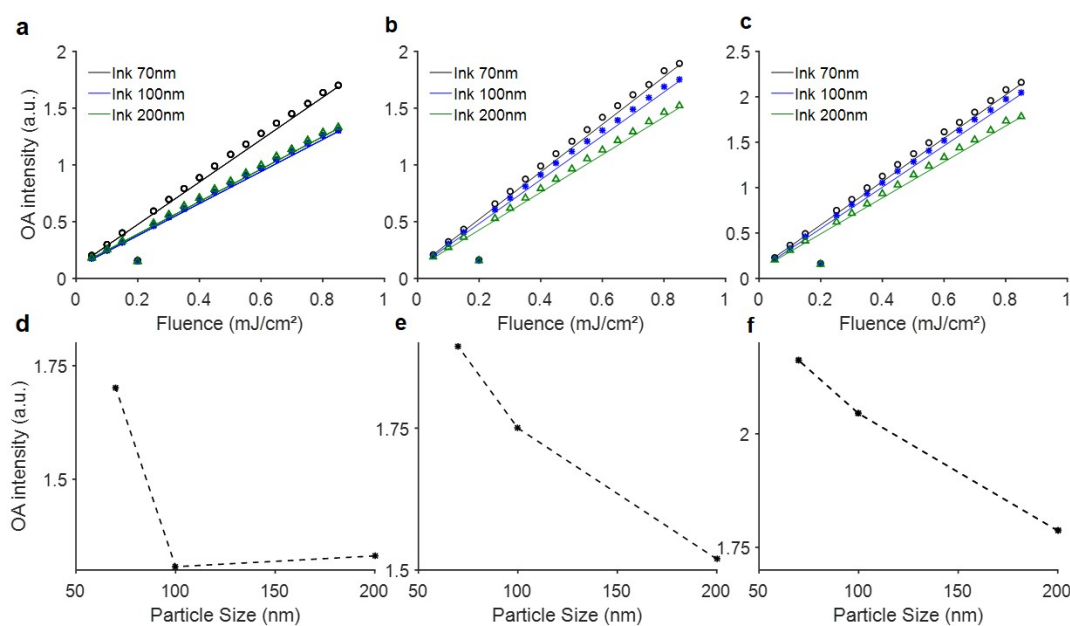 a
2
1.5
1
0.5
0
OA intensity (a.u.)
Ink 70nm
Ink 100nm
Ink 200nm
0 0.2 0.4 0.6 0.8 1
Fluence (mJ/cm²)
b
2
1.5
1
0.5
0
Ink 70nm
Ink 100nm
Ink 200nm
0 0.2 0.4 0.6 0.8 1
Fluence (mJ/cm²)
c
2.5
2
1.5
1
0.5
0
Ink 70nm
Ink 100nm
Ink 200nm
0 0.2 0.4 0.6 0.8 1
Fluence (mJ/cm²)
d
1.75
1.5
OA intensity (a.u.)
50 100 150 200
Particle Size (nm)
e
1.75
1.5
50 100 150 200
Particle Size (nm)
f
2
1.75
50 100 150 200
Particle Size (nm)